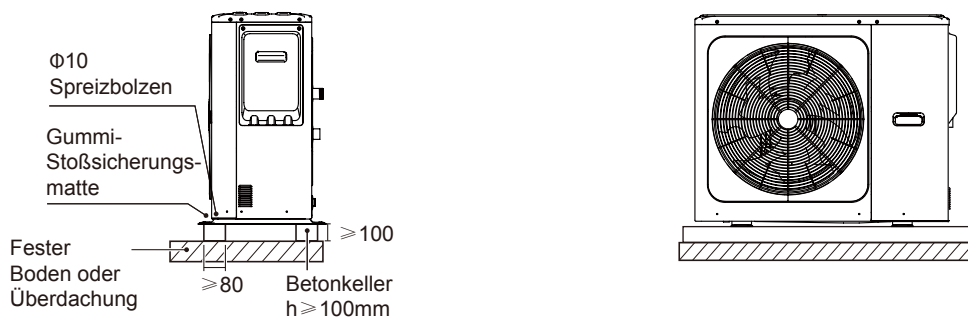 Φ10
Spreizbolzen
Gummi-
Stoßsicherungs-
matte
≥100
Fester
Boden oder
Überdachung
≥80
Betonkeller
h≥100mm